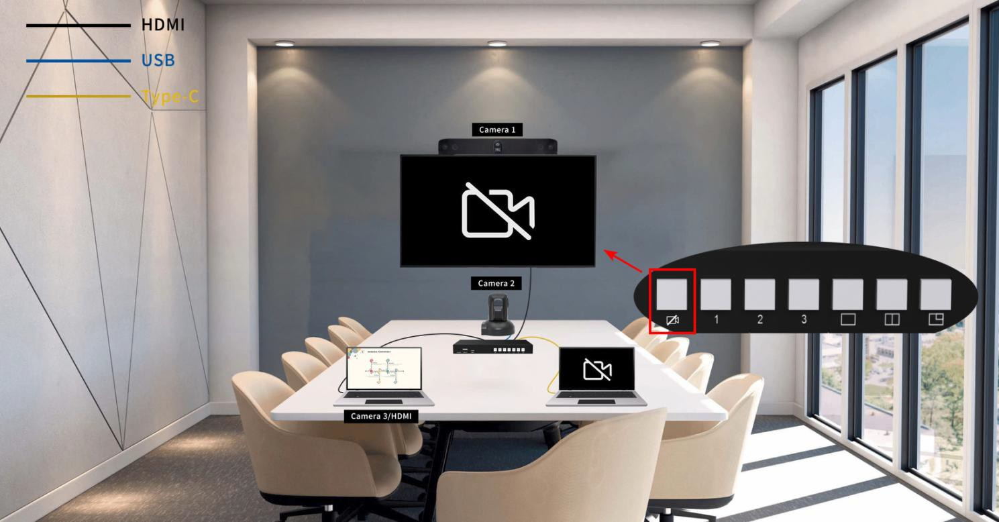 HDMI
USB
Type-C
Camera 1
Camera 2
1 2 3
Camera 3/HDMI